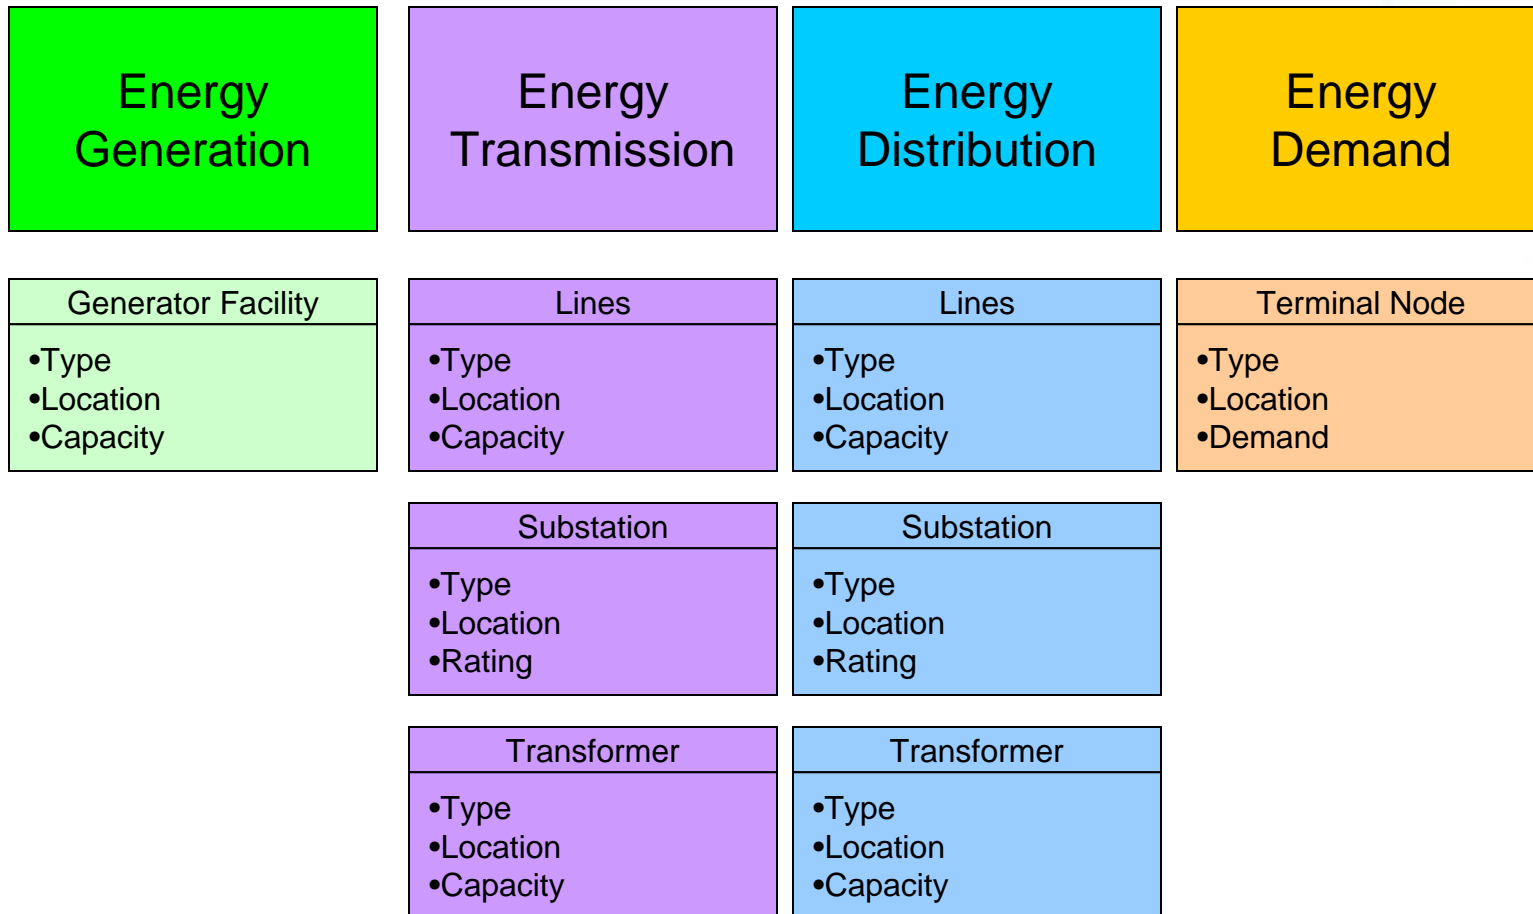 Energy
Generation
Energy
Transmission
Energy
Distribution
Energy
Demand
Generator Facility
•Type
•Location
•Capacity
Lines
•Type
•Location
•Capacity
Lines
•Type
•Location
•Capacity
Terminal Node
•Type
•Location
•Demand
Substation
•Type
•Location
•Rating
Substation
•Type
•Location
•Rating
Transformer
•Type
•Location
•Capacity
Transformer
•Type
•Location
•Capacity